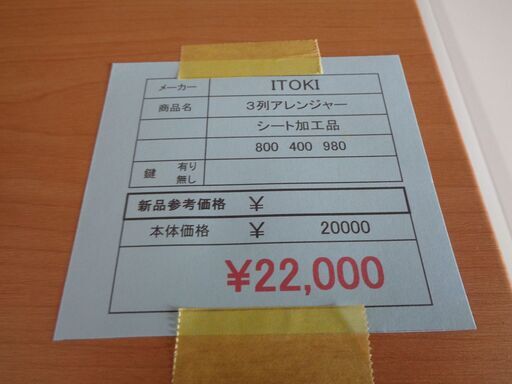 メーカー ITOKI
商品名 3列アレンジャー
シート加工品
800 400 980
鍵 有り 無し
新品参考価格 ¥
本体価格 ¥ 20000
¥22,000